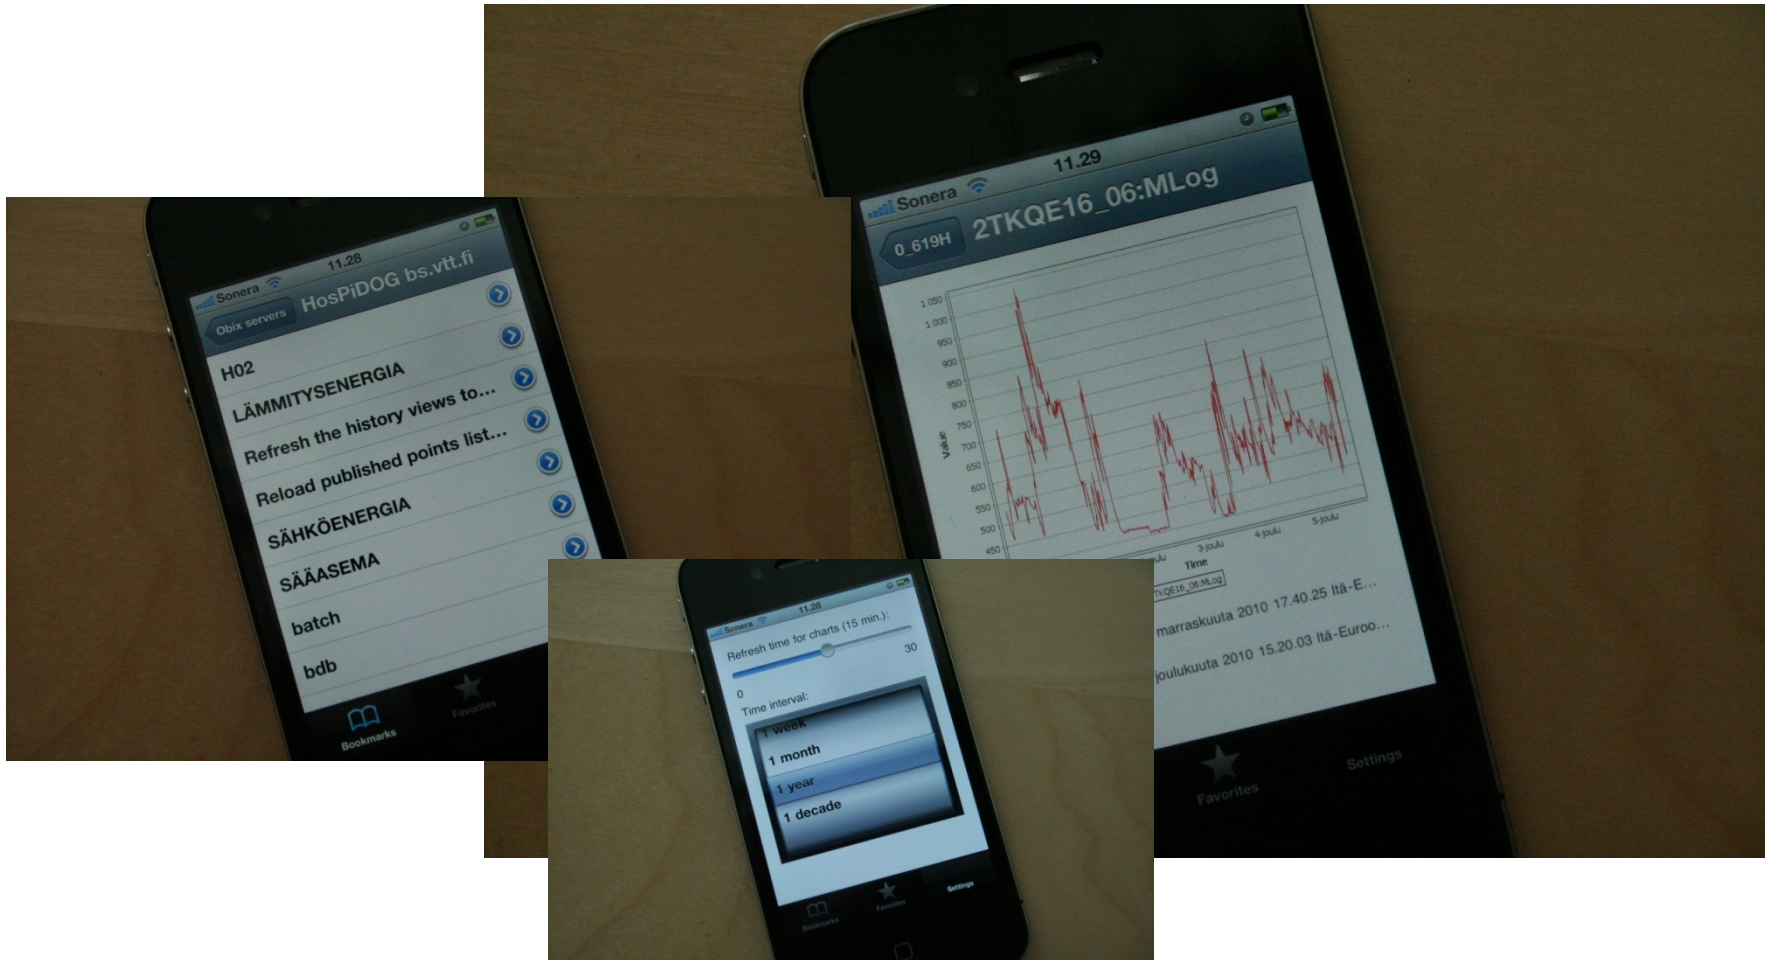 Sonera
11.28
Obix servers
HosPiDOG bs.vtt.fi
H02
LÄMMITYSENERGIA
Refresh the history views to...
Reload published points list...
SÄHKÖENERGIA
SÄÄASEMA
batch
bdb
Bookmarks
Favorites
Sonera
11.29
0_619H
2TKQE16_06:MLog
1 050
1 000
950
900
850
800
750
700
650
600
550
500
450
Value
3-joulu
4-joulu
5-joulu
Time
TKQE16_06:MLog
marraskuuta 2010 17.40.25 Itä-E...
joulukuuta 2010 15.20.03 Itä-Euroo...
Favorites
Settings
Sonera
11.28
Refresh time for charts (15 min.):
0
30
Time interval:
1 week
1 month
1 year
1 decade
Bookmarks
Favorites
Settings